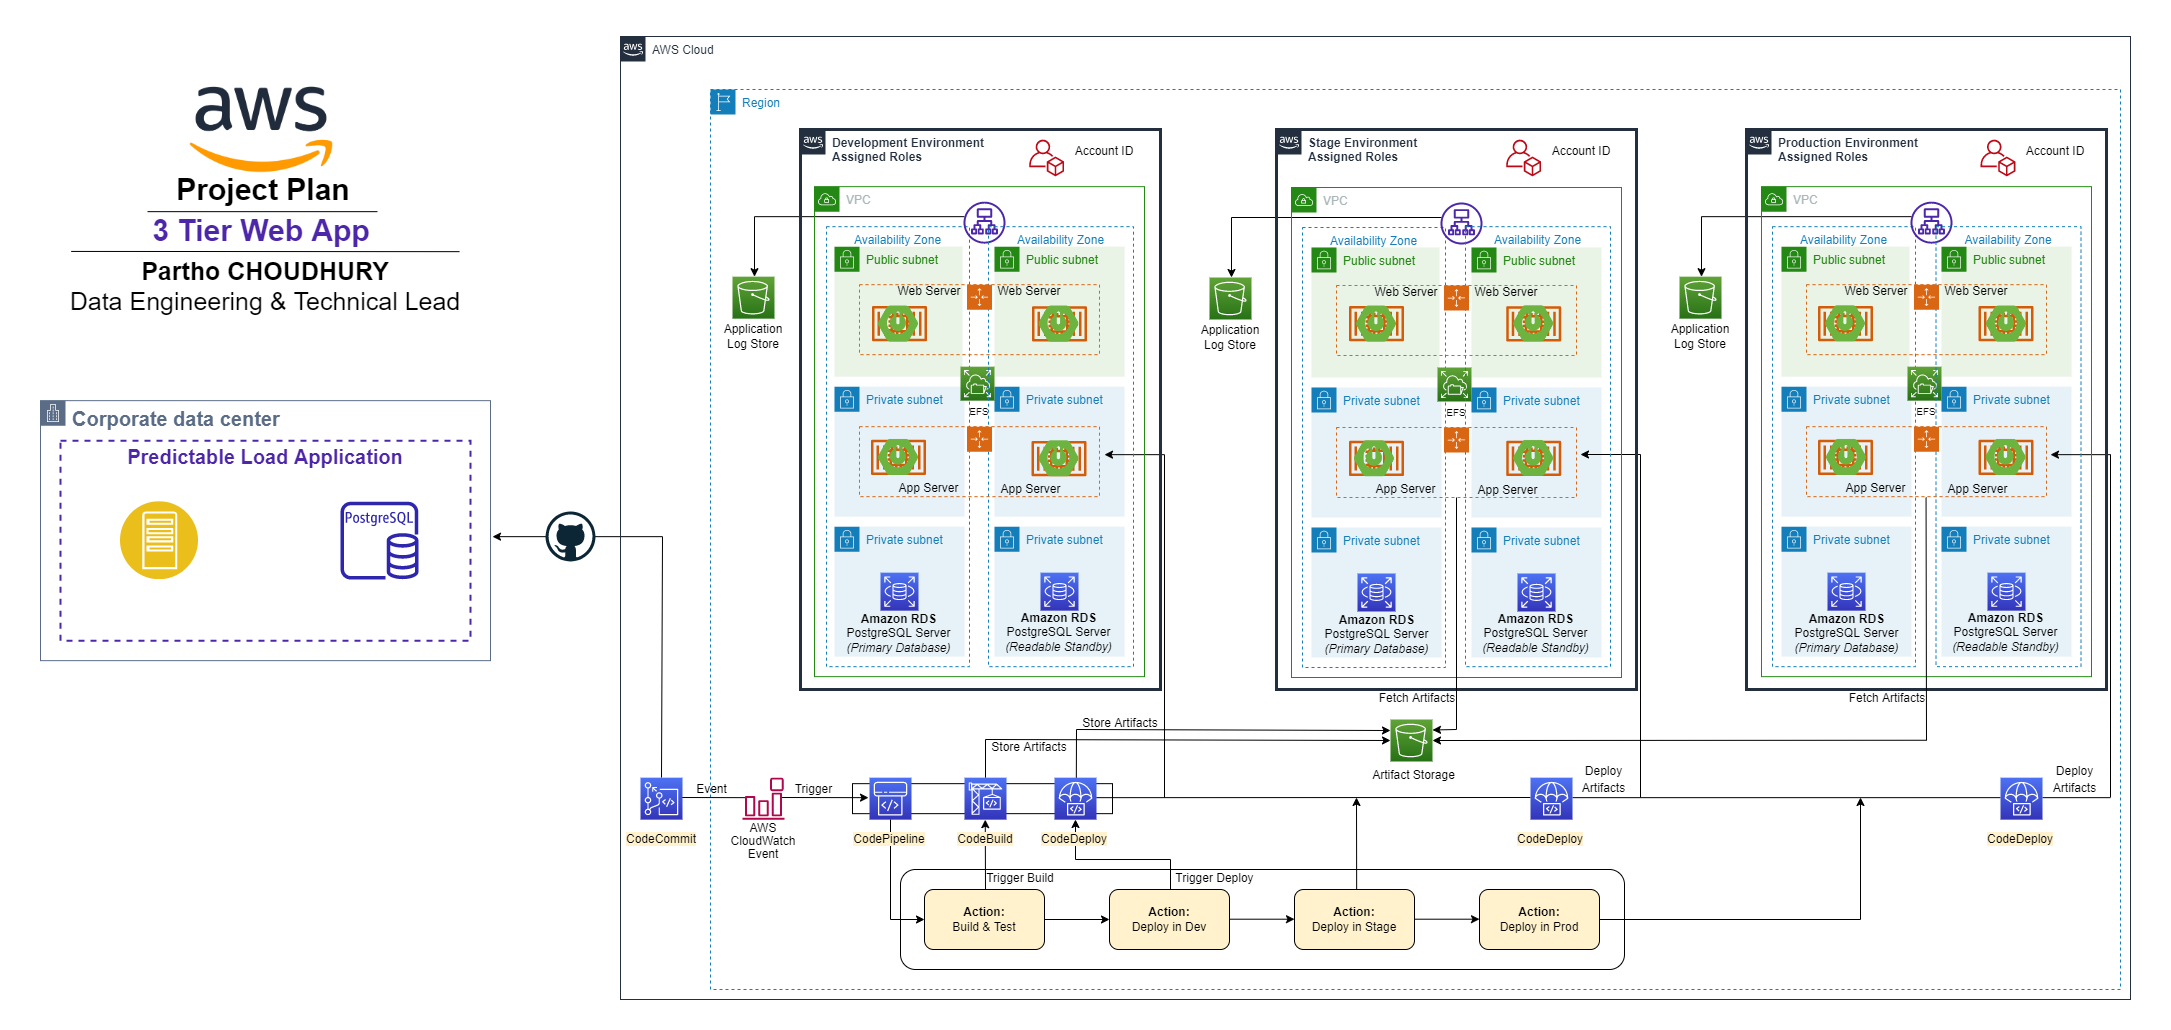 aws
Project Plan
3 Tier Web App
Partho CHOUDHURY
Data Engineering & Technical Lead
Corporate data center
Predictable Load Application
PostgreSQL
aws
AWS Cloud
Region
aws
Development Environment
Assigned Roles
Account ID
VPC
Availability Zone
Availability Zone
Public subnet
Public subnet
Web Server
Web Server
Application
Log Store
EFS
Private subnet
Private subnet
App Server
App Server
Private subnet
Private subnet
Amazon RDS
PostgreSQL Server
(Primary Database)
Amazon RDS
PostgreSQL Server
(Readable Standby)
aws
Stage Environment
Assigned Roles
Account ID
VPC
Availability Zone
Availability Zone
Public subnet
Public subnet
Web Server
Web Server
Application
Log Store
EFS
Private subnet
Private subnet
App Server
App Server
Private subnet
Private subnet
Amazon RDS
PostgreSQL Server
(Primary Database)
Amazon RDS
PostgreSQL Server
(Readable Standby)
aws
Production Environment
Assigned Roles
Account ID
VPC
Availability Zone
Availability Zone
Public subnet
Public subnet
Web Server
Web Server
Application
Log Store
EFS
Private subnet
Private subnet
App Server
App Server
Private subnet
Private subnet
Amazon RDS
PostgreSQL Server
(Primary Database)
Amazon RDS
PostgreSQL Server
(Readable Standby)
Fetch Artifacts
Fetch Artifacts
Store Artifacts
Store Artifacts
Artifact Storage
Event
Trigger
Deploy
Artifacts
Deploy
Artifacts
CodeCommit
AWS
CloudWatch
Event
CodePipeline
CodeBuild
CodeDeploy
CodeDeploy
CodeDeploy
Trigger Build
Trigger Deploy
Action:
Build & Test
Action:
Deploy in Dev
Action:
Deploy in Stage
Action:
Deploy in Prod